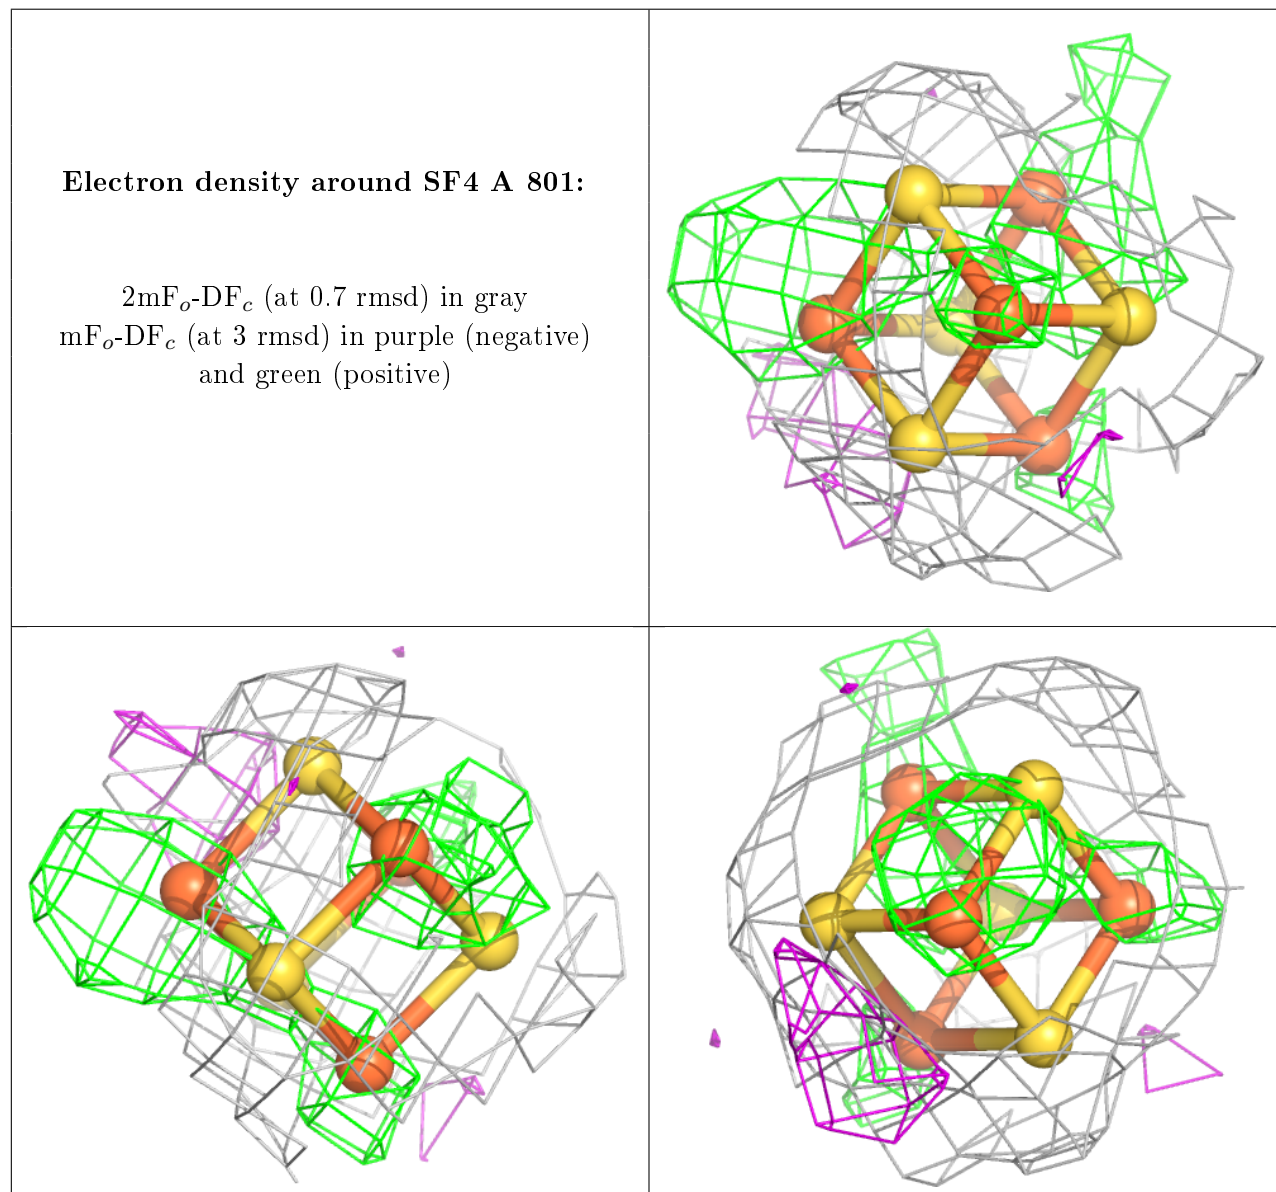 Electron density around SF4 A 801:
2mFₒ-DF𝒸 (at 0.7 rmsd) in gray
mFₒ-DF𝒸 (at 3 rmsd) in purple (negative)
and green (positive)